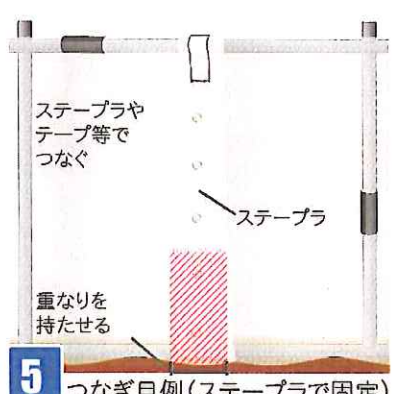 ステープラや
テープ等で
つなぐ
ステープラ
重なりを
持たせる
5 つなぎ目例(ステープラで固定)